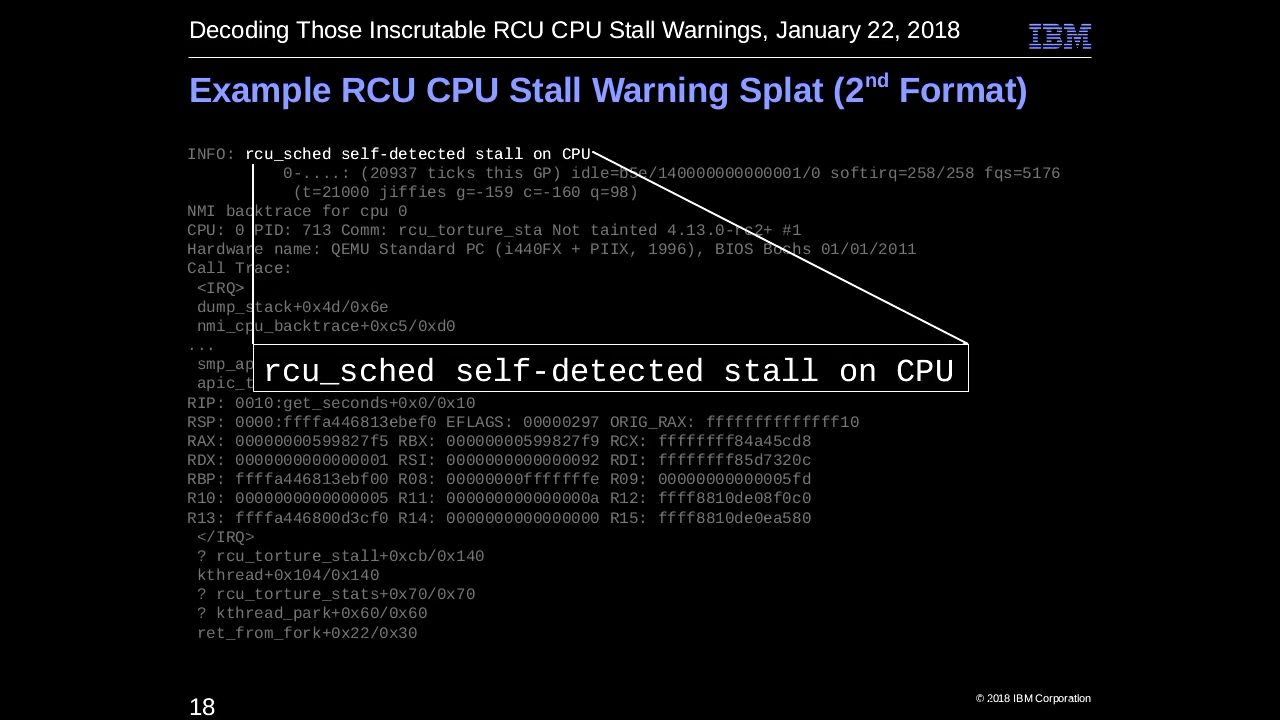 Decoding Those Inscrutable RCU CPU Stall Warnings, January 22, 2018
IBM
Example RCU CPU Stall Warning Splat (2nd Format)
INFO: rcu_sched self-detected stall on CPU
0-....: (20937 ticks this GP) idle=b5e/140000000000001/0 softirq=258/258 fqs=5176
(t=21000 jiffies g=-159 c=-160 q=98)
NMI backtrace for cpu 0
CPU: 0 PID: 713 Comm: rcu_torture_sta Not tainted 4.13.0-rc2+ #1
Hardware name: QEMU Standard PC (i440FX + PIIX, 1996), BIOS Bochs 01/01/2011
Call Trace:
<IRQ>
dump_stack+0x4d/0x6e
nmi_cpu_backtrace+0xc5/0xd0
...
smp_ap
apic_t
rcu_sched self-detected stall on CPU
RIP: 0010:get_seconds+0x0/0x10
RSP: 0000:ffffa446813ebef0 EFLAGS: 00000297 ORIG_RAX: ffffffffffffff10
RAX: 00000000599827f5 RBX: 00000000599827f9 RCX: ffffffff84a45cd8
RDX: 0000000000000001 RSI: 0000000000000092 RDI: ffffffff85d7320c
RBP: ffffa446813ebf00 R08: 00000000fffffffe R09: 00000000000005fd
R10: 0000000000000005 R11: 000000000000000a R12: ffff8810de08f0c0
R13: ffffa446800d3cf0 R14: 0000000000000000 R15: ffff8810de0ea580
</IRQ>
? rcu_torture_stall+0xcb/0x140
kthread+0x104/0x140
? rcu_torture_stats+0x70/0x70
? kthread_park+0x60/0x60
ret_from_fork+0x22/0x30
18
© 2018 IBM Corporation